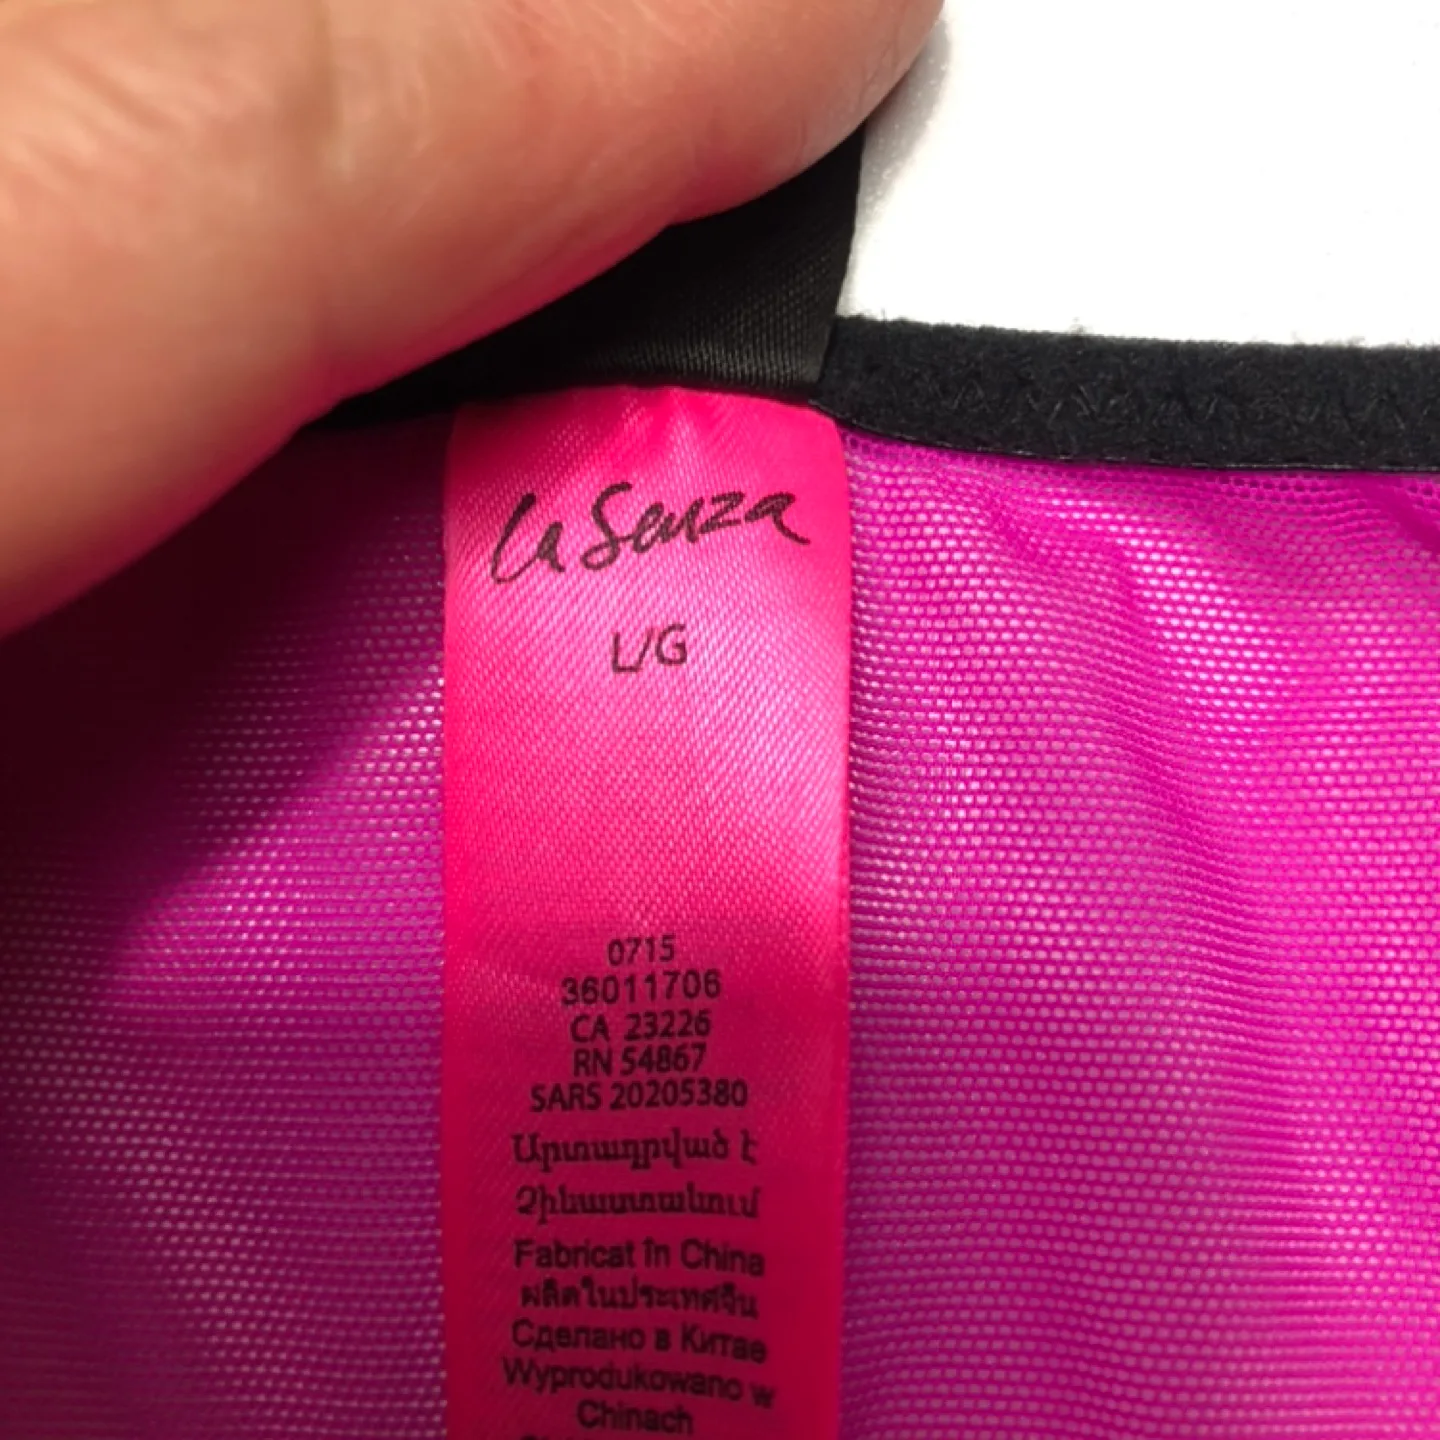 La Senza
L/G
0715
36011706
CA 23226
RN 54867
SARS 20205380
Արտադրված է
Չինաստանում
Fabricat în China
ผลิตในประเทศจีน
Сделано в Китае
Wyprodukowano w
Chinach